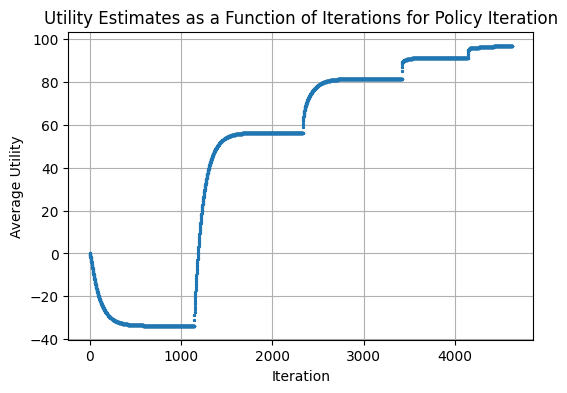 Utility Estimates as a Function of Iterations for Policy Iteration
100
80
60
40
20
0
−20
−40
Average Utility
0 1000 2000 3000 4000
Iteration